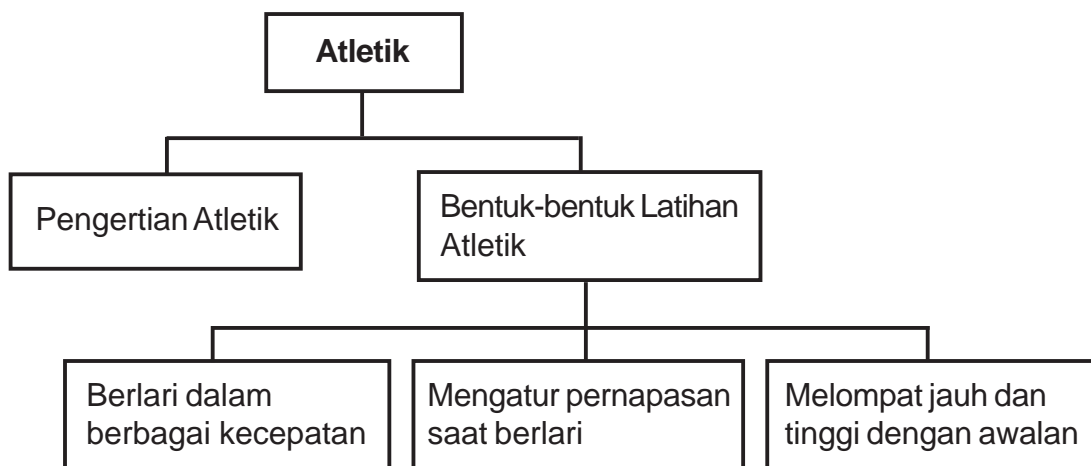 Atletik
Pengertian Atletik
Bentuk-bentuk Latihan
Atletik
Berlari dalam
berbagai kecepatan
Mengatur pernapasan
saat berlari
Melompat jauh dan
tinggi dengan awalan